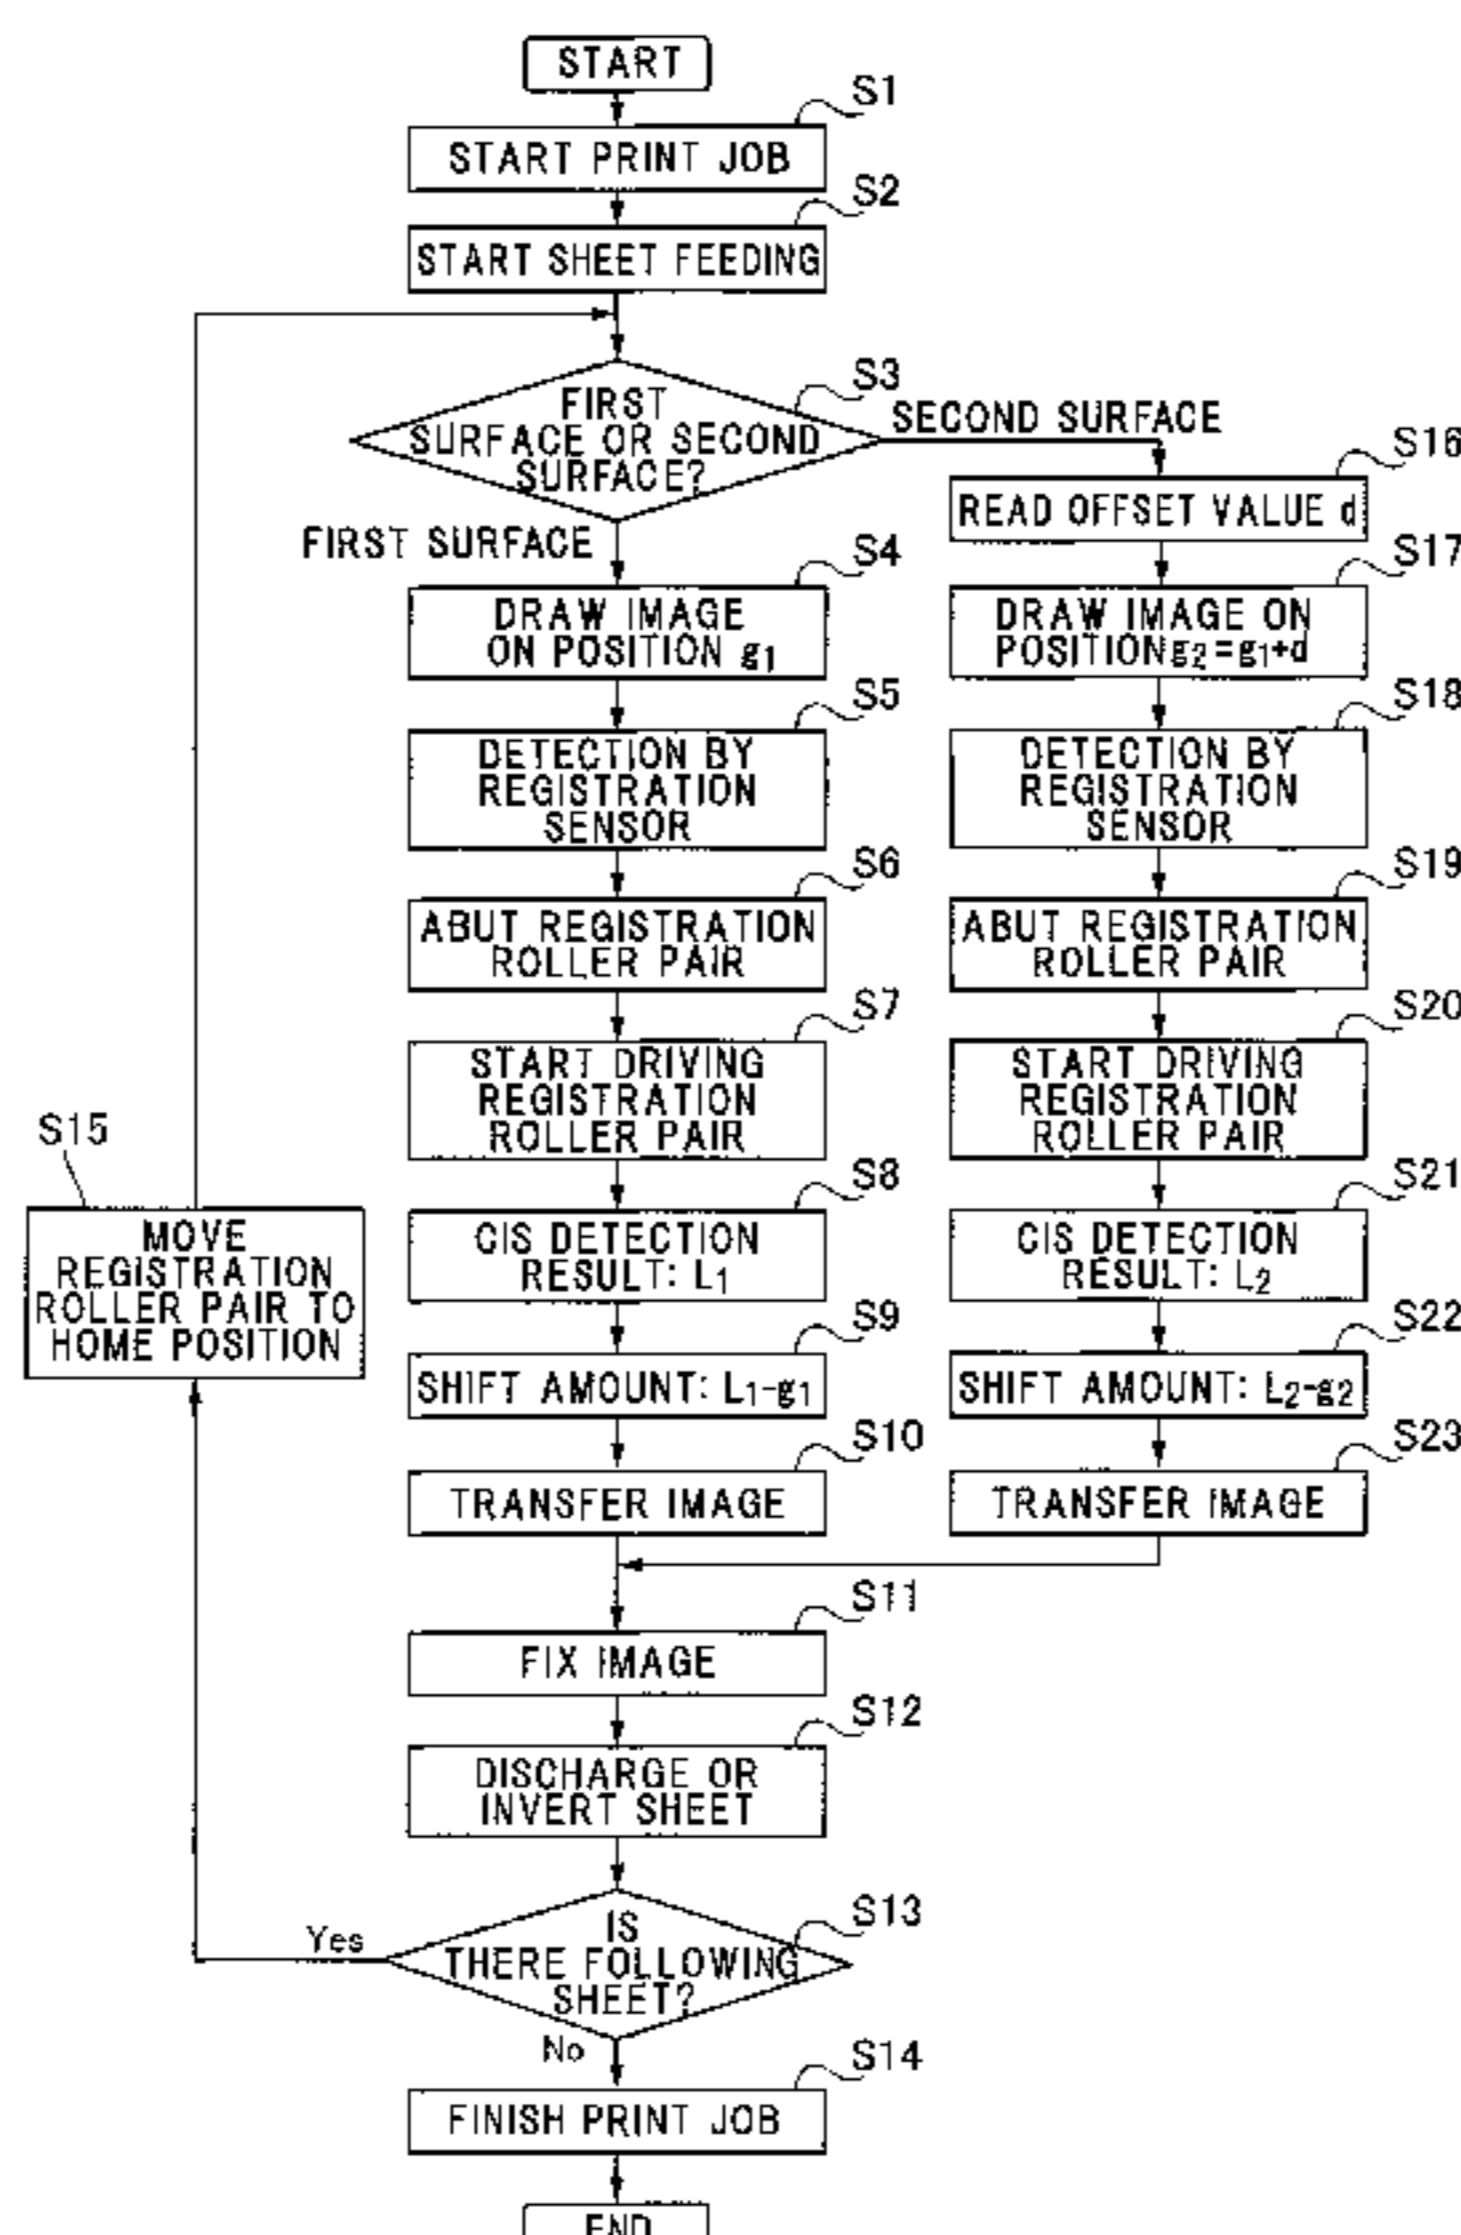 START
S1
START PRINT JOB
S2
START SHEET FEEDING
S3
FIRST
SURFACE OR SECOND
SURFACE?
SECOND SURFACE
FIRST SURFACE
S4
DRAW IMAGE
ON POSITION g1
S5
DETECTION BY
REGISTRATION
SENSOR
S6
ABUT REGISTRATION
ROLLER PAIR
S7
START DRIVING
REGISTRATION
ROLLER PAIR
S8
CIS DETECTION
RESULT: L1
S9
SHIFT AMOUNT: L1-g1
S10
TRANSFER IMAGE
S16
READ OFFSET VALUE d
S17
DRAW IMAGE ON
POSITION g2=g1+d
S18
DETECTION BY
REGISTRATION
SENSOR
S19
ABUT REGISTRATION
ROLLER PAIR
S20
START DRIVING
REGISTRATION
ROLLER PAIR
S21
CIS DETECTION
RESULT: L2
S22
SHIFT AMOUNT: L2-g2
S23
TRANSFER IMAGE
S11
FIX IMAGE
S12
DISCHARGE OR
INVERT SHEET
S13
IS
THERE FOLLOWING
SHEET?
Yes
No
S15
MOVE
REGISTRATION
ROLLER PAIR TO
HOME POSITION
S14
FINISH PRINT JOB
END